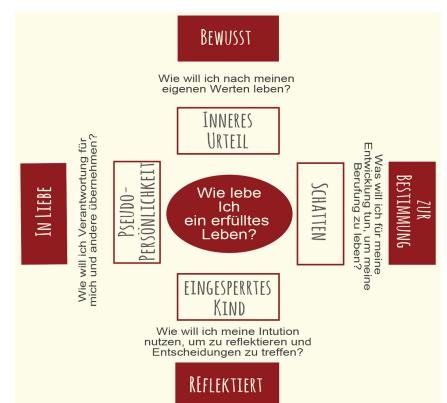 BEWUSST
Wie will ich nach meinen
eigenen Werten leben?
INNERES
URTEIL
IN LIEBE
Wie will ich Verantwortung für
mich und andere übernehmen?
PSEUDO-
PERSÖNLICHKEIT
Wie lebe
Ich
ein erfülltes
Leben?
SCHATTEN
Was will ich für meine
Entwicklung tun, um meine
Berufung zu leben?
ZUR
BESTIMMUNG
EINGESPERRTES
KIND
Wie will ich meine Intution
nutzen, um zu reflektieren und
Entscheidungen zu treffen?
REFLEKTIERT